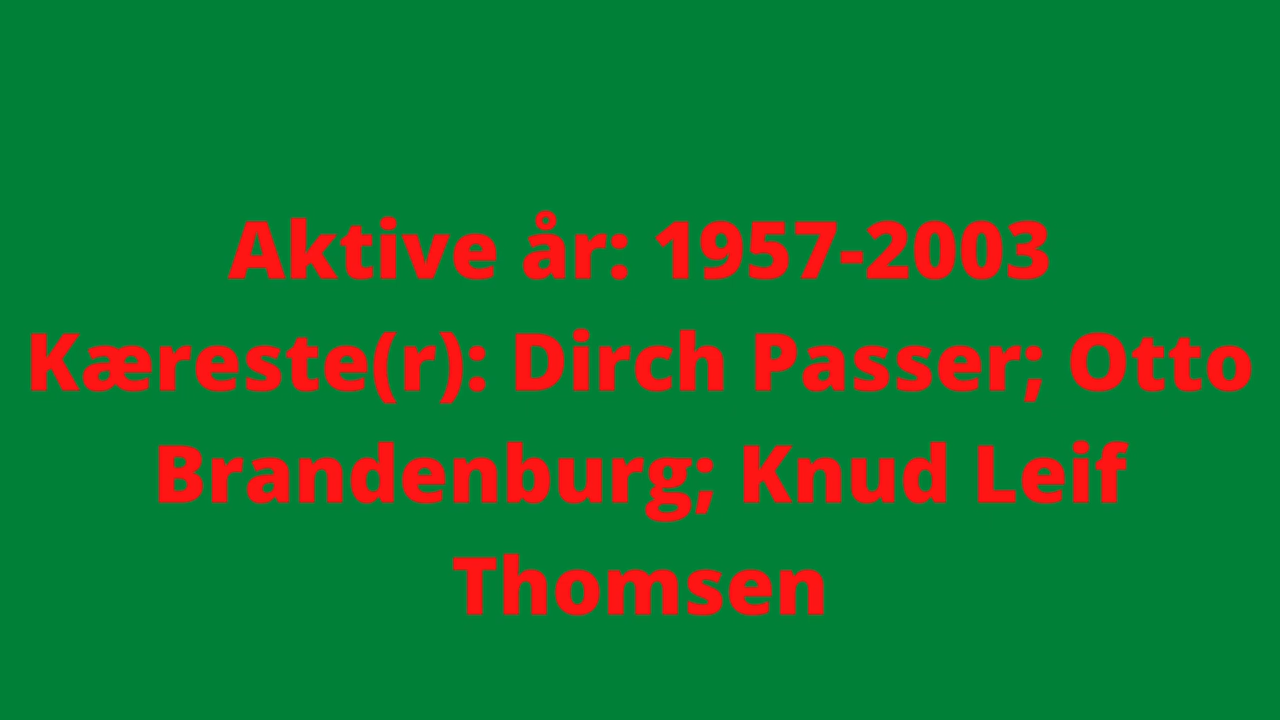 Aktive år: 1957-2003
Kæreste(r): Dirch Passer; Otto
Brandenburg; Knud Leif
Thomsen